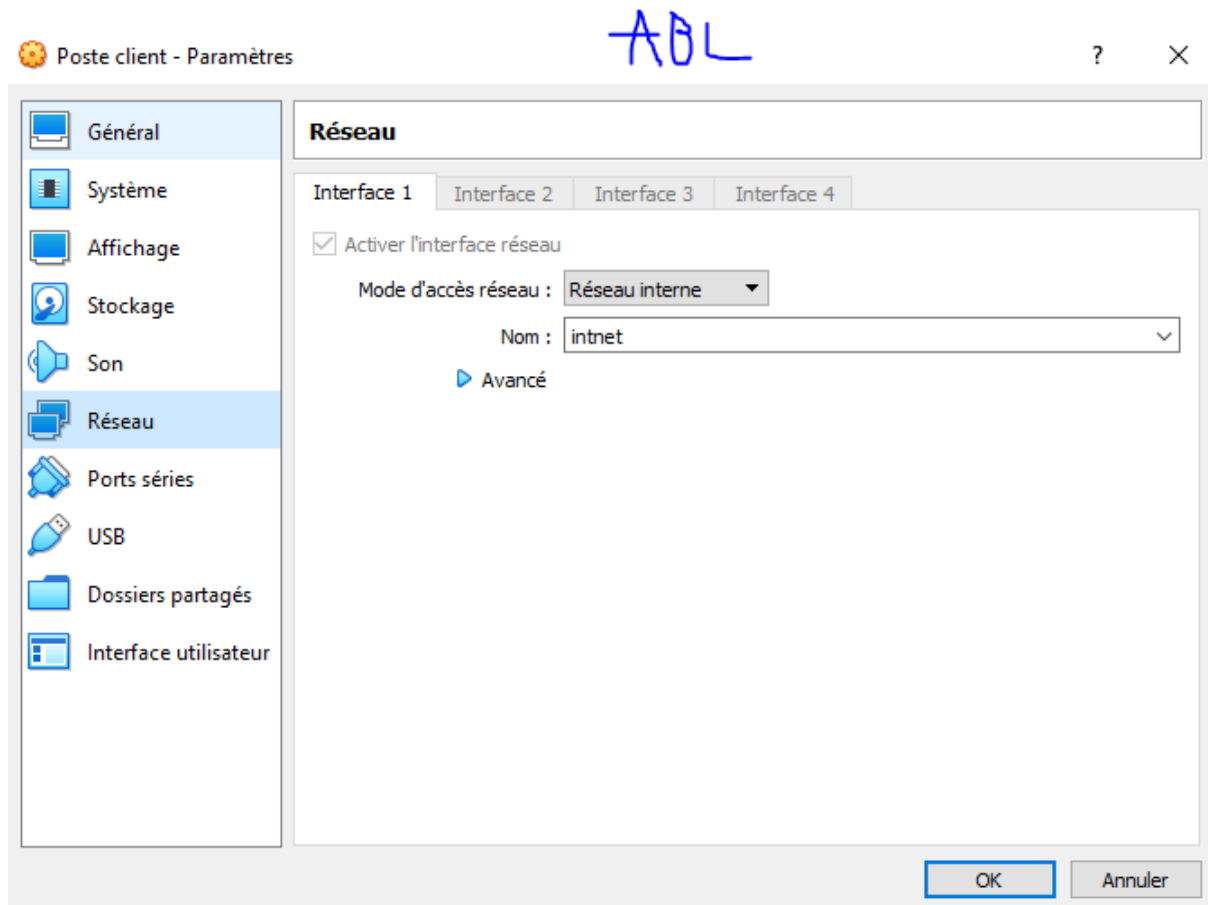 ABL
Poste client - Paramètres ?
Général
Système
Affichage
Stockage
Son
Réseau
Ports séries
USB
Dossiers partagés
Interface utilisateur
Réseau
Interface 1 Interface 2 Interface 3 Interface 4
Activer l'interface réseau
Mode d'accès réseau : Réseau interne
Nom : intnet
Avancé
OK Annuler